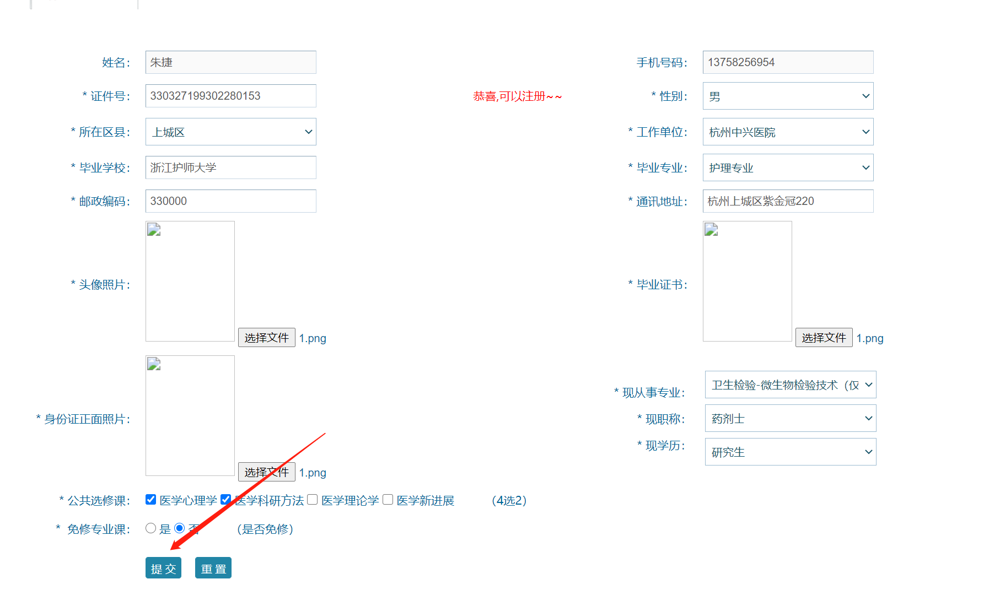 姓名： 朱捷 手机号码： 13758256954
* 证件号： 330327199302280153 恭喜,可以注册~~ * 性别： 男
* 所在区县： 上城区 * 工作单位： 杭州中兴医院
* 毕业学校： 浙江护师大学 * 毕业专业： 护理专业
* 邮政编码： 330000 * 通讯地址： 杭州上城区紫金冠220
* 头像照片： 选择文件 1.png * 毕业证书： 选择文件 1.png
* 身份证正面照片： 选择文件 1.png
* 现从事专业： 卫生检验-微生物检验技术（仅
* 现职称： 药剂士
* 现学历： 研究生
* 公共选修课： 医学心理学 医学科研方法 医学理论学 医学新进展 （4选2）
* 免修专业课： 是 否 （是否免修）
提 交 重 置